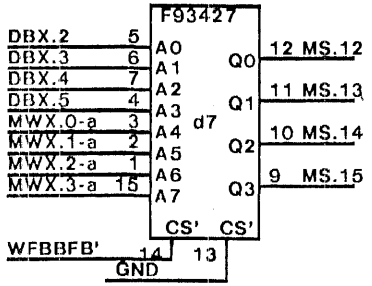 F93427
DBX.2 5 A0
DBX.3 6 A1
DBX.4 7 A2
DBX.5 4 A3
MWX.0-a 3 A4
MWX.1-a 2 A5
MWX.2-a 1 A6
MWX.3-a 15 A7
d7
Q0 12 MS.12
Q1 11 MS.13
Q2 10 MS.14
Q3 9 MS.15
CS' CS'
WFBBFB' 14 13
GND